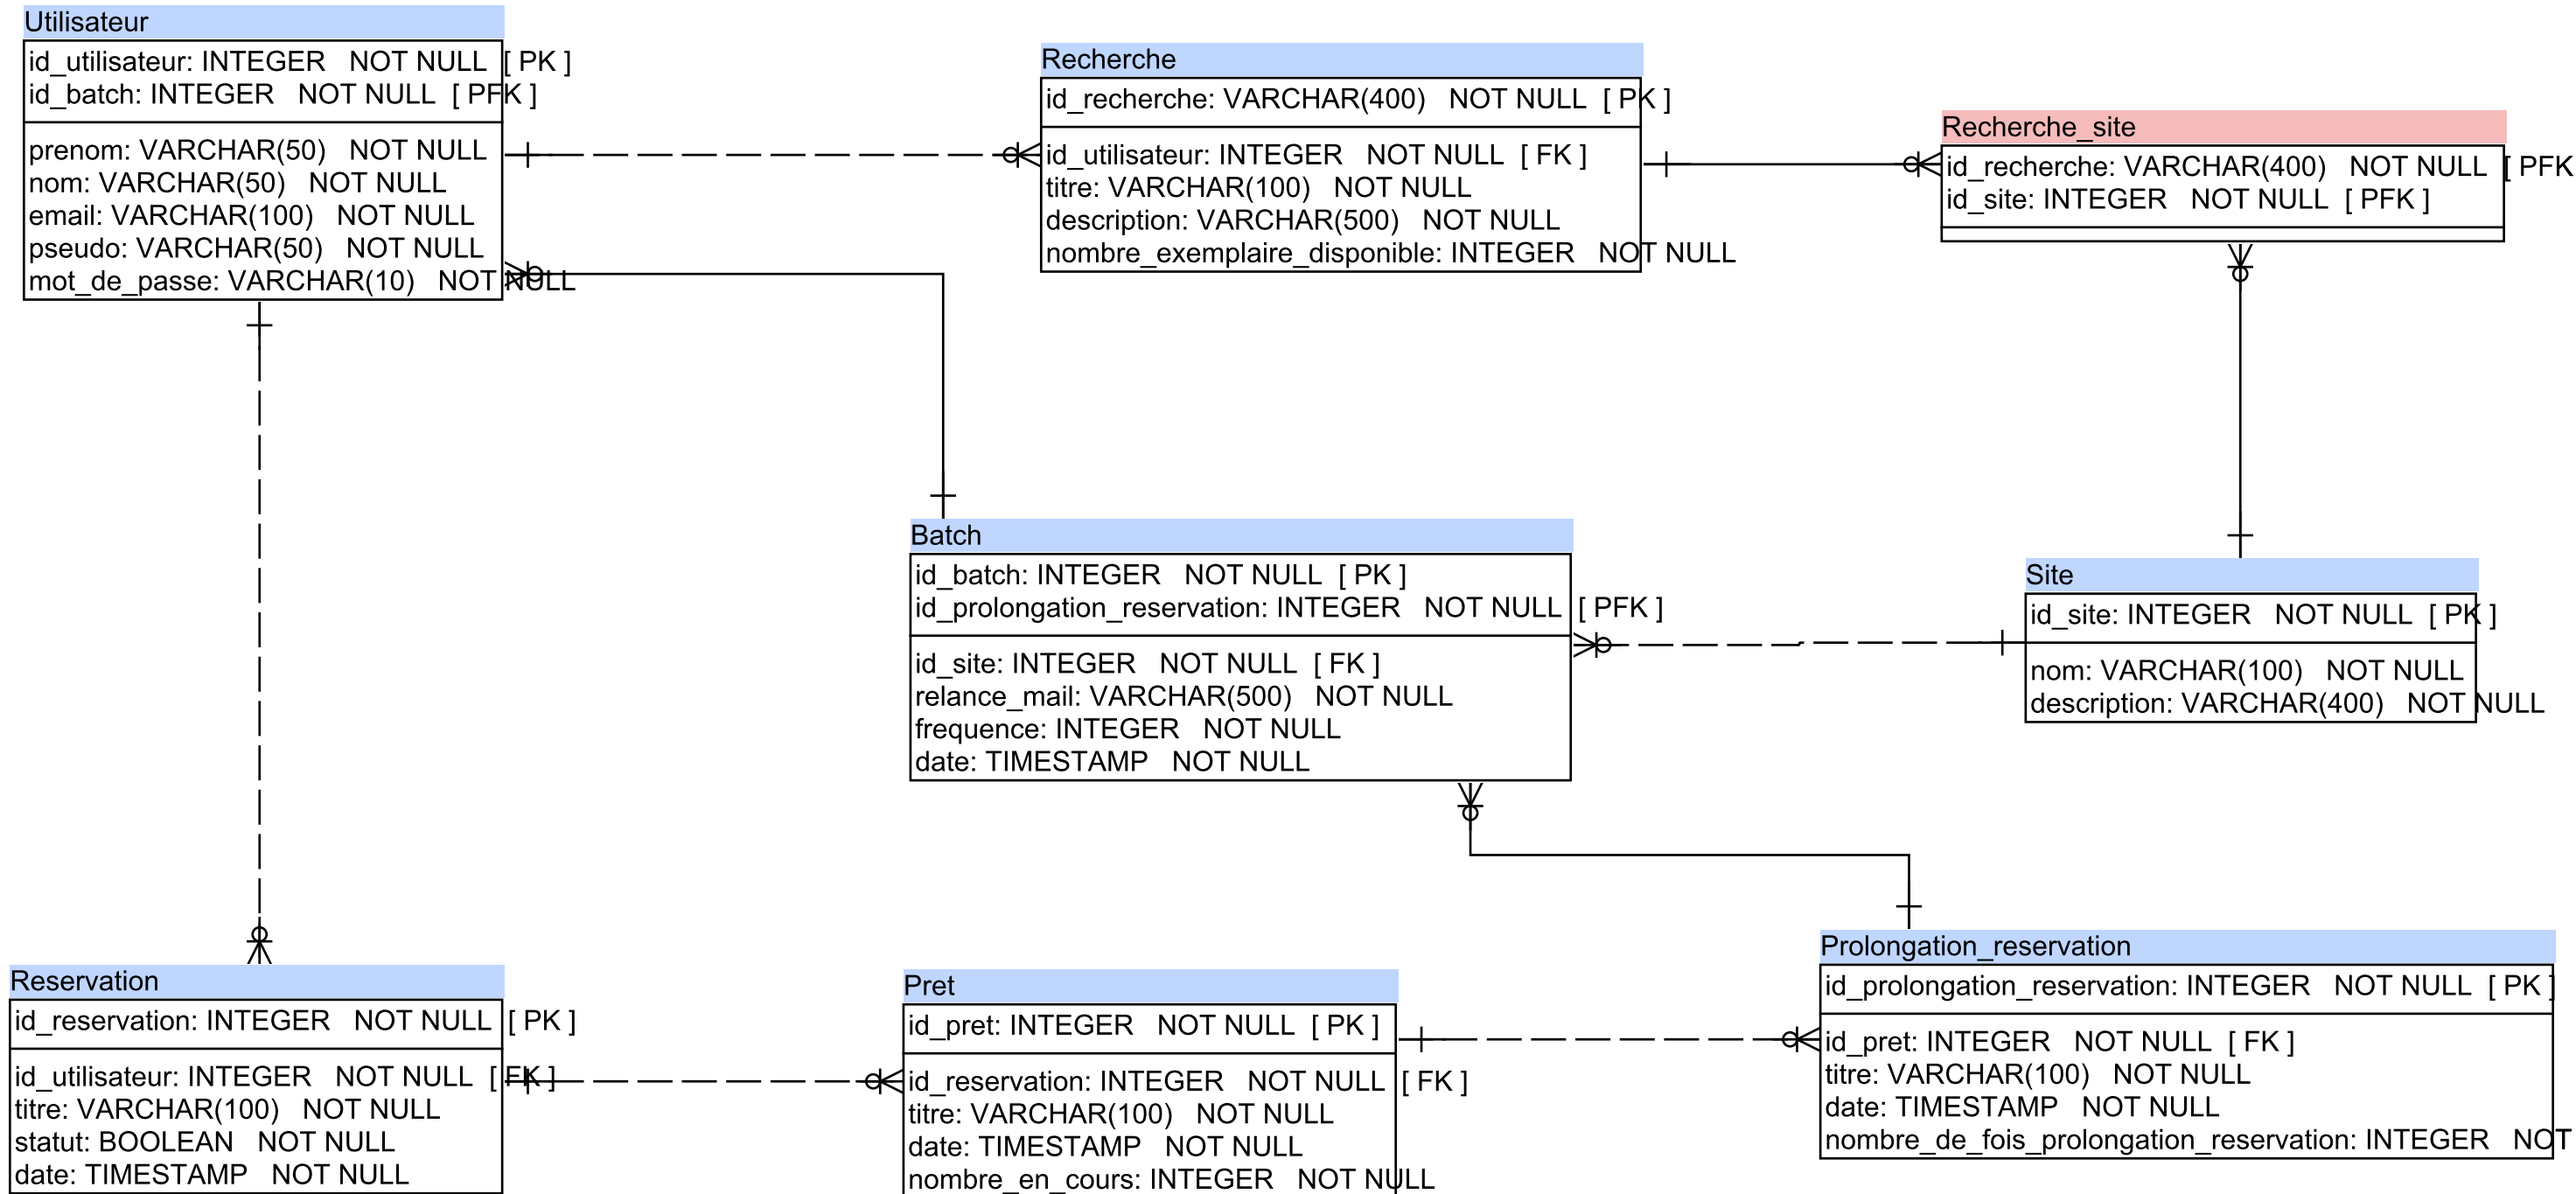 Utilisateur
id_utilisateur: INTEGER NOT NULL [ PK ]
id_batch: INTEGER NOT NULL [ PFK ]
prenom: VARCHAR(50) NOT NULL
nom: VARCHAR(50) NOT NULL
email: VARCHAR(100) NOT NULL
pseudo: VARCHAR(50) NOT NULL
mot_de_passe: VARCHAR(10) NOT NULL
Recherche
id_recherche: VARCHAR(400) NOT NULL [ PK ]
id_utilisateur: INTEGER NOT NULL [ FK ]
titre: VARCHAR(100) NOT NULL
description: VARCHAR(500) NOT NULL
nombre_exemplaire_disponible: INTEGER NOT NULL
Recherche_site
id_recherche: VARCHAR(400) NOT NULL [ PFK
id_site: INTEGER NOT NULL [ PFK ]
Batch
id_batch: INTEGER NOT NULL [ PK ]
id_prolongation_reservation: INTEGER NOT NULL [ PFK ]
id_site: INTEGER NOT NULL [ FK ]
relance_mail: VARCHAR(500) NOT NULL
frequence: INTEGER NOT NULL
date: TIMESTAMP NOT NULL
Site
id_site: INTEGER NOT NULL [ PK ]
nom: VARCHAR(100) NOT NULL
description: VARCHAR(400) NOT NULL
Reservation
id_reservation: INTEGER NOT NULL [ PK ]
id_utilisateur: INTEGER NOT NULL [ FK ]
titre: VARCHAR(100) NOT NULL
statut: BOOLEAN NOT NULL
date: TIMESTAMP NOT NULL
Pret
id_pret: INTEGER NOT NULL [ PK ]
id_reservation: INTEGER NOT NULL [ FK ]
titre: VARCHAR(100) NOT NULL
date: TIMESTAMP NOT NULL
nombre_en_cours: INTEGER NOT NULL
Prolongation_reservation
id_prolongation_reservation: INTEGER NOT NULL [ PK ]
id_pret: INTEGER NOT NULL [ FK ]
titre: VARCHAR(100) NOT NULL
date: TIMESTAMP NOT NULL
nombre_de_fois_prolongation_reservation: INTEGER NOT